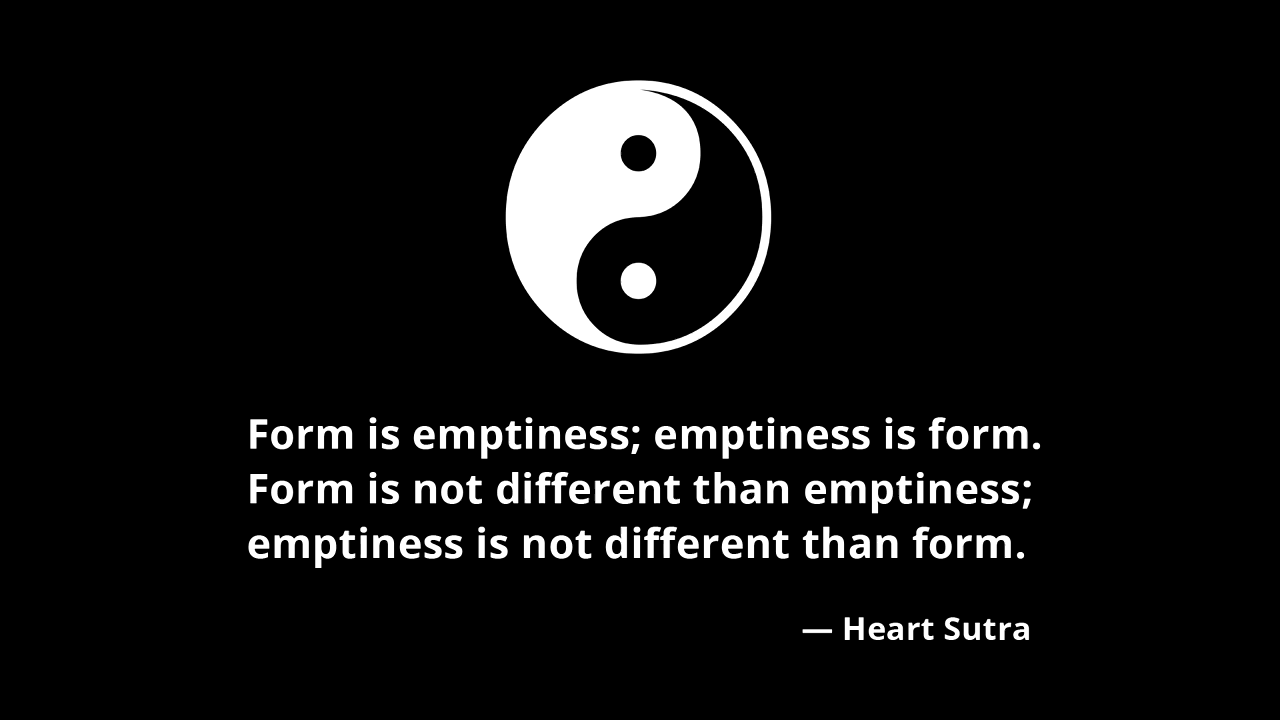 Form is emptiness; emptiness is form.
Form is not different than emptiness;
emptiness is not different than form.
— Heart Sutra